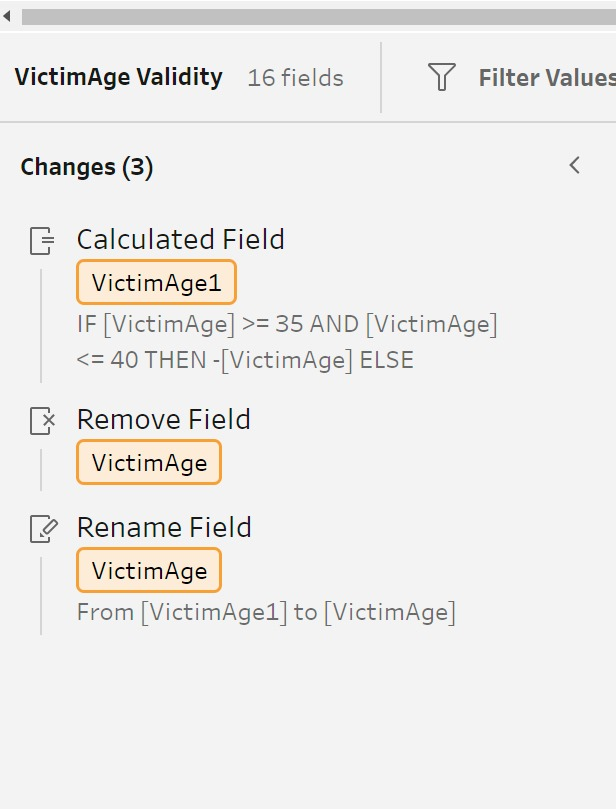 VictimAge Validity 16 fields Filter Values
Changes (3)
Calculated Field
VictimAge1
IF [VictimAge] >= 35 AND [VictimAge]
<= 40 THEN -[VictimAge] ELSE
Remove Field
VictimAge
Rename Field
VictimAge
From [VictimAge1] to [VictimAge]